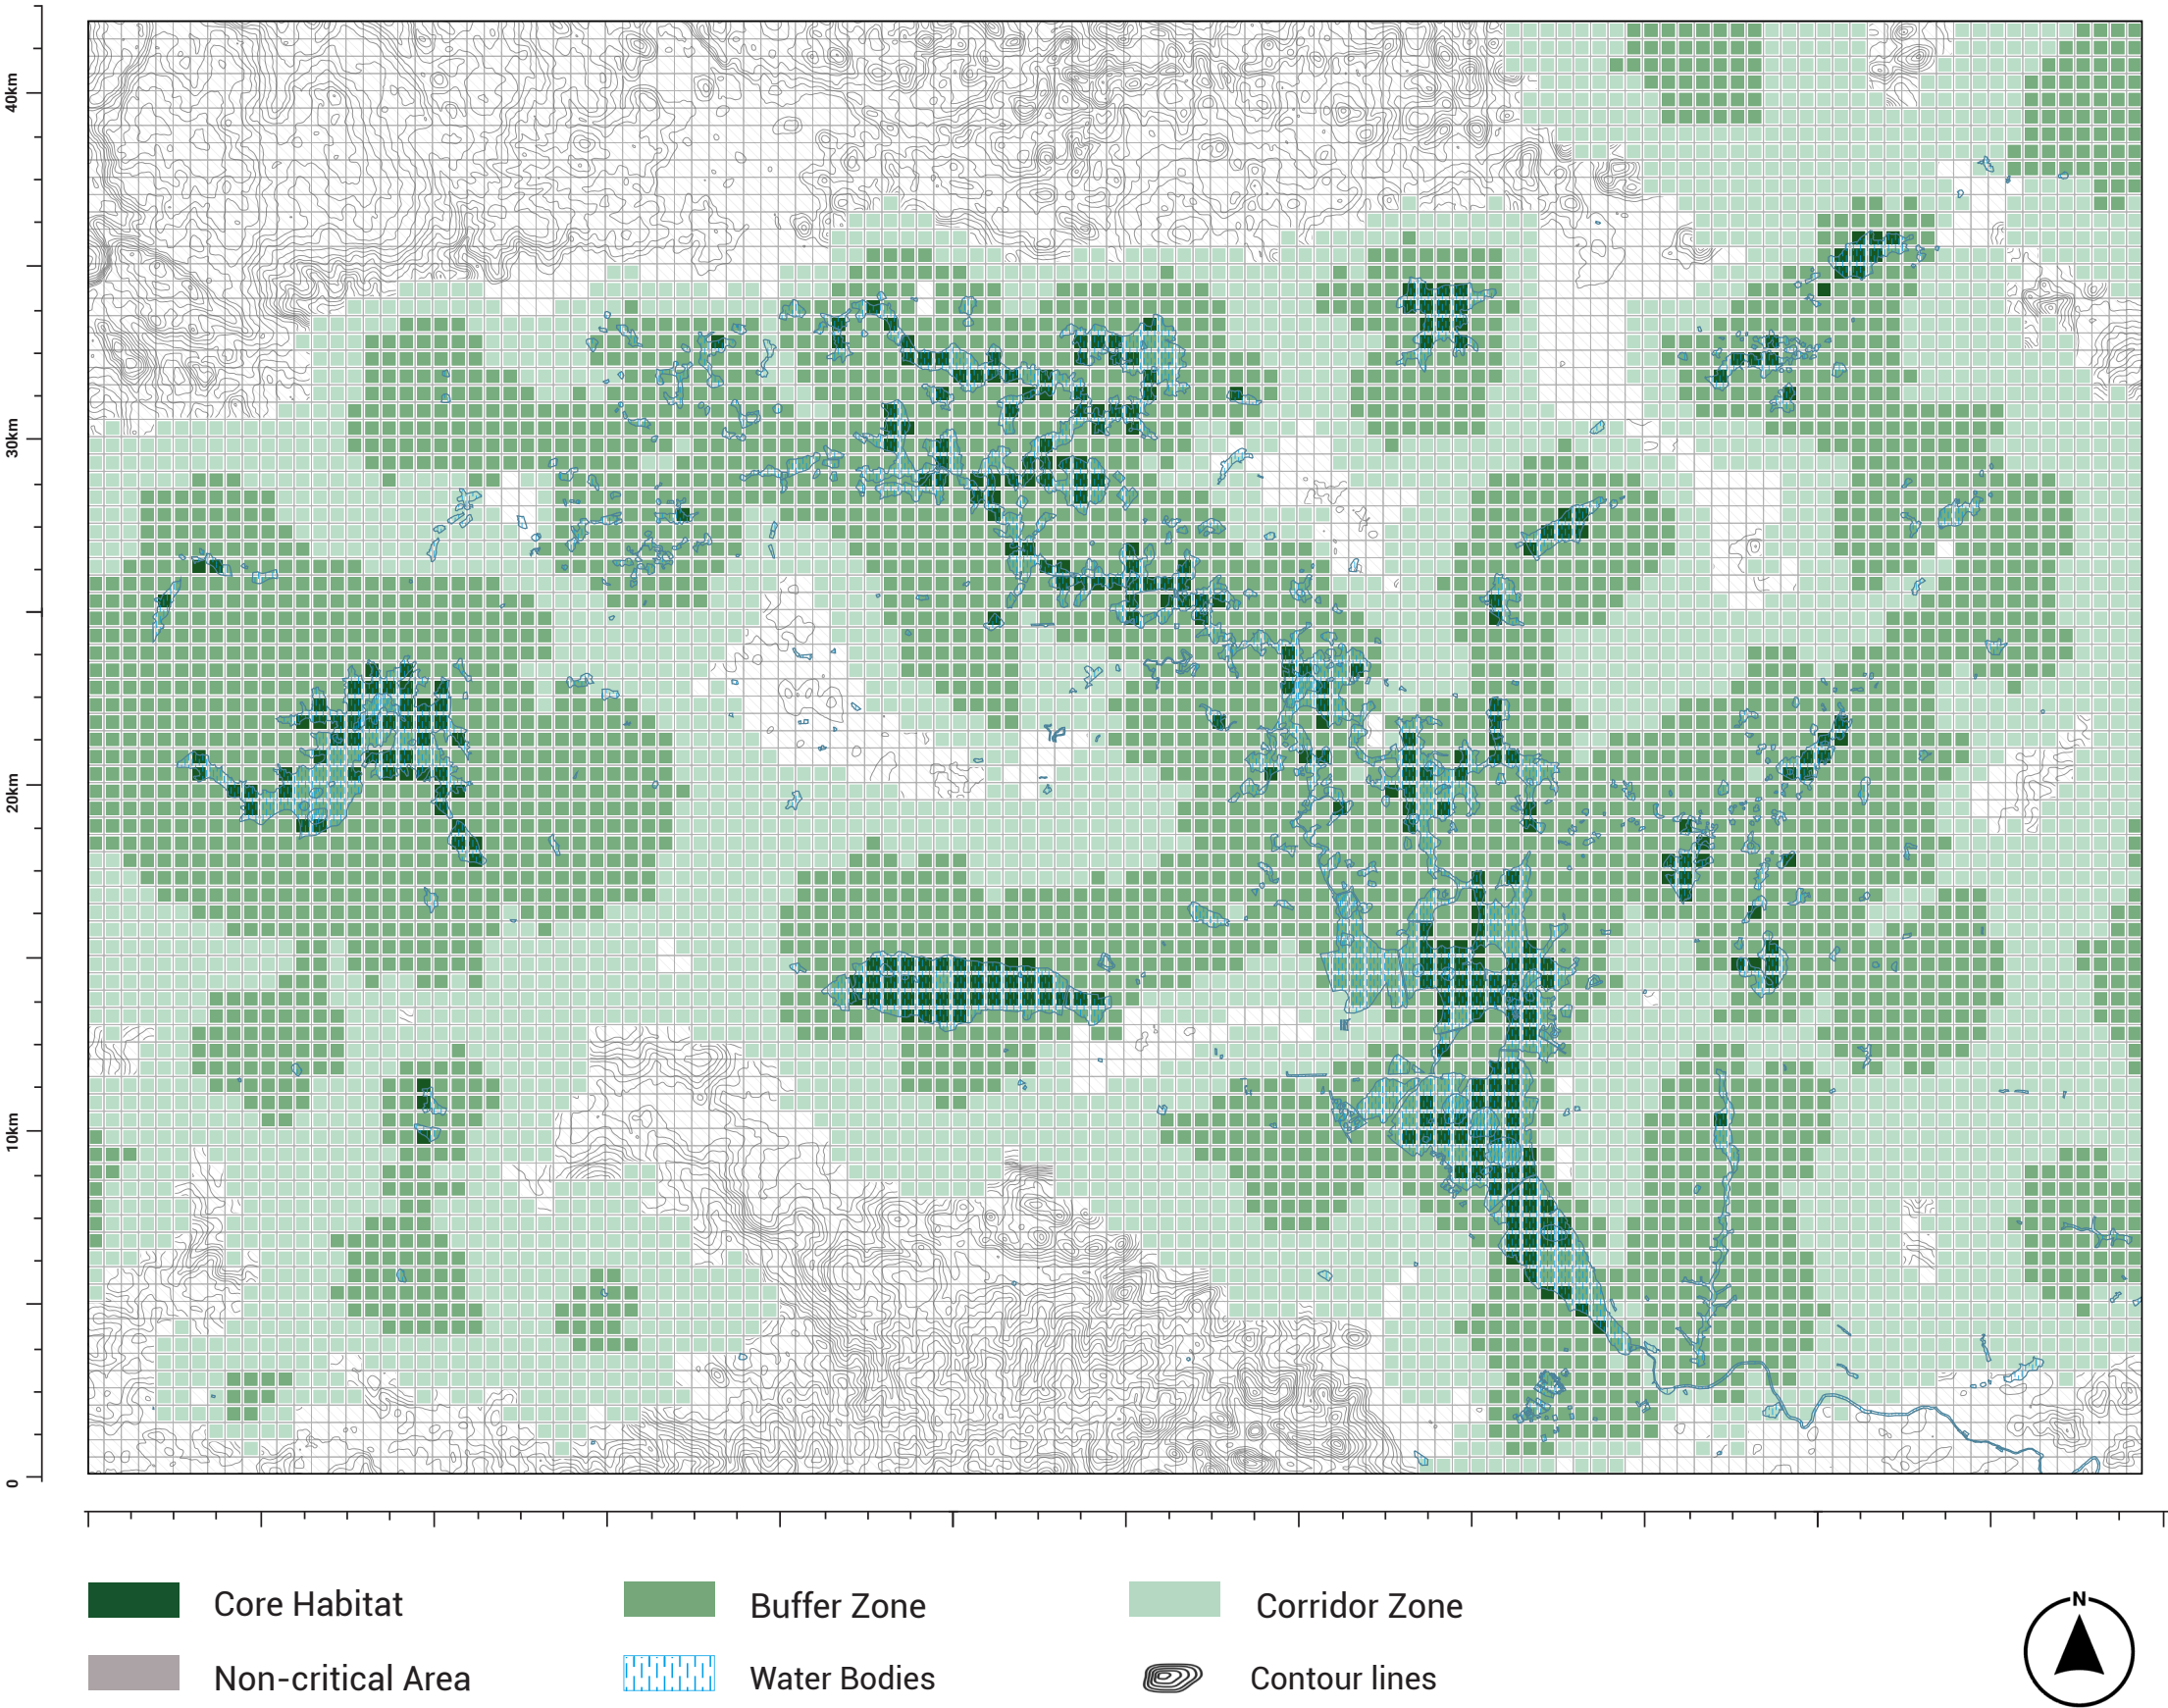 40km
30km
20km
10km
0
Core Habitat
Buffer Zone
Corridor Zone
Non-critical Area
Water Bodies
Contour lines
N